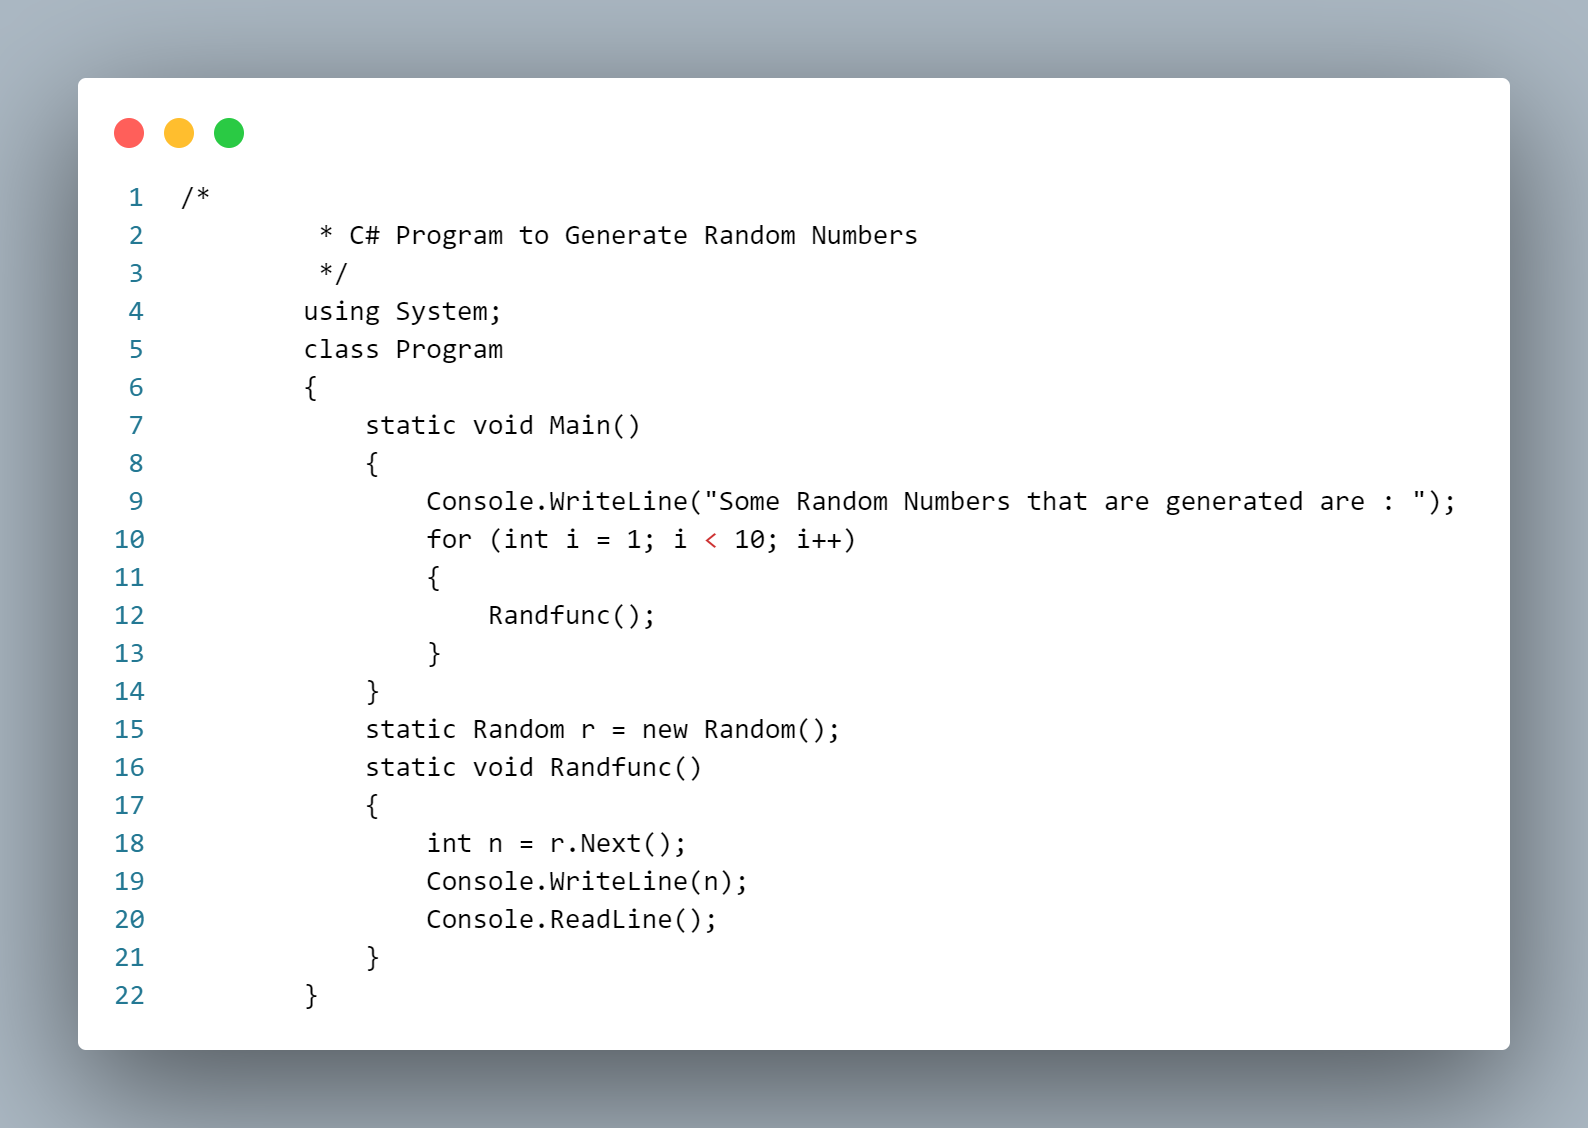 1 /*
2          * C# Program to Generate Random Numbers
3          */
4         using System;
5         class Program
6         {
7             static void Main()
8             {
9                 Console.WriteLine("Some Random Numbers that are generated are : ");
10                 for (int i = 1; i < 10; i++)
11                 {
12                     Randfunc();
13                 }
14             }
15             static Random r = new Random();
16             static void Randfunc()
17             {
18                 int n = r.Next();
19                 Console.WriteLine(n);
20                 Console.ReadLine();
21             }
22         }